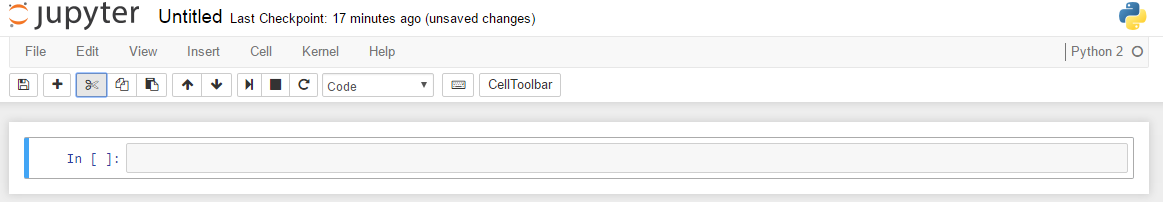 jupyter Untitled Last Checkpoint: 17 minutes ago (unsaved changes)
File Edit View Insert Cell Kernel Help Python 2
Code CellToolbar
In [ ]: